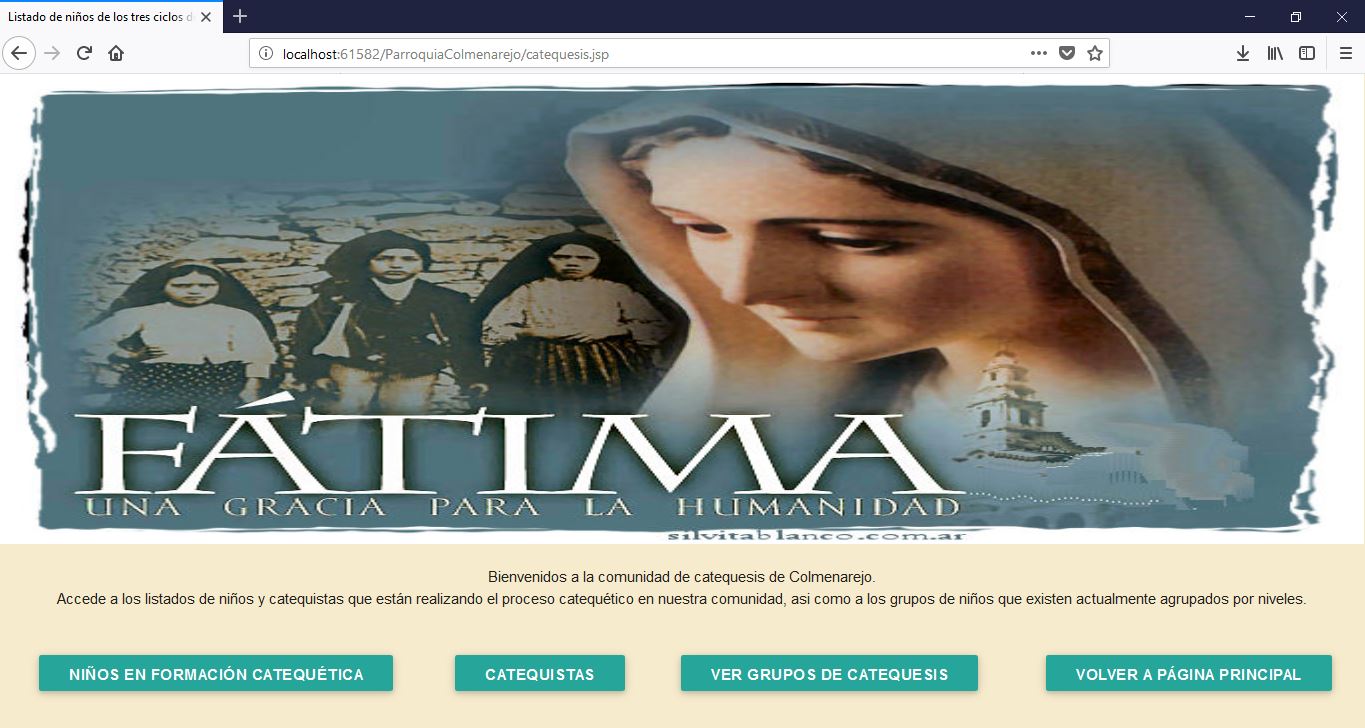 Listado de niños de los tres ciclos d
localhost:61582/ParroquiaColmenarejo/catequesis.jsp
FÁTIMA
UNA GRACIA PARA LA HUMANIDAD
silvitablanco.com.ar
Bienvenidos a la comunidad de catequesis de Colmenarejo.
Accede a los listados de niños y catequistas que están realizando el proceso catequético en nuestra comunidad, asi como a los grupos de niños que existen actualmente agrupados por niveles.
NIÑOS EN FORMACIÓN CATEQUÉTICA CATEQUISTAS VER GRUPOS DE CATEQUESIS VOLVER A PÁGINA PRINCIPAL